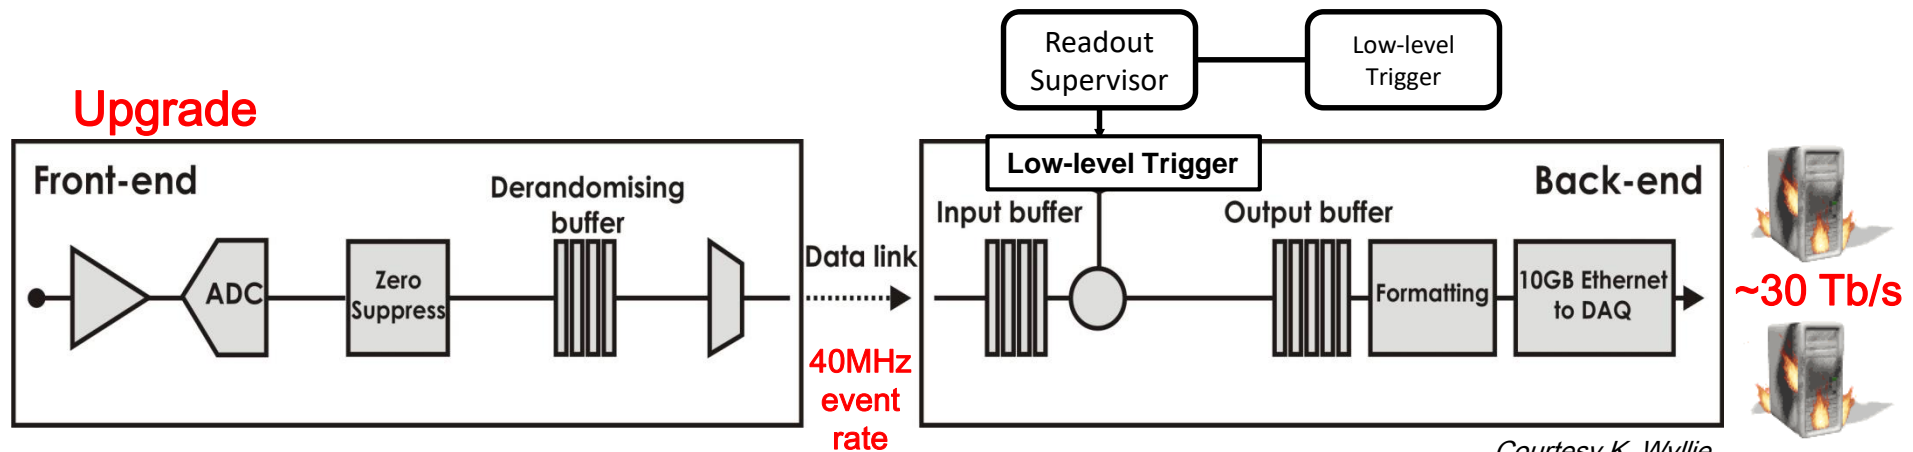 Readout
Supervisor
Low-level
Trigger
Upgrade
Low-level Trigger
Front-end
Back-end
Derandomising
buffer
Input buffer
Output buffer
Data link
ADC
Zero
Suppress
Formatting
10GB Ethernet
to DAQ
~30 Tb/s
40MHz
event
rate
Courtesy K. Wyllie